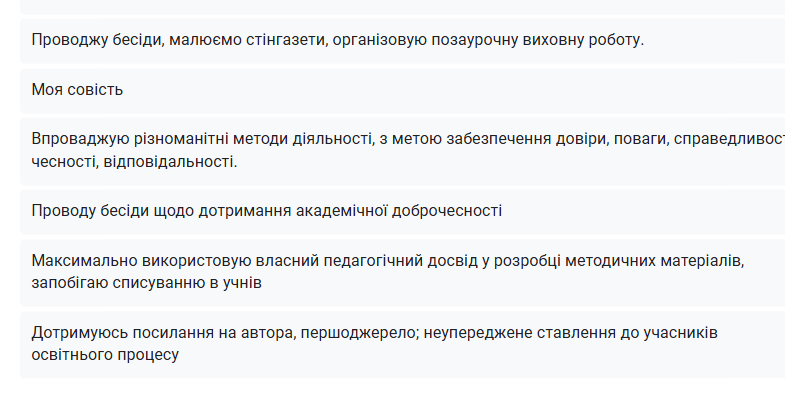 Проводжу бесіди, малюємо стінгазети, організовую позаурочну виховну роботу.
Моя совість
Впроваджую різноманітні методи діяльності, з метою забезпечення довіри, поваги, справедливост
чесності, відповідальності.
Проводу бесіди щодо дотримання академічної доброчесності
Максимально використовую власний педагогічний досвід у розробці методичних матеріалів,
запобігаю списуванню в учнів
Дотримуюсь посилання на автора, першоджерело; неупереджене ставлення до учасників
освітнього процесу